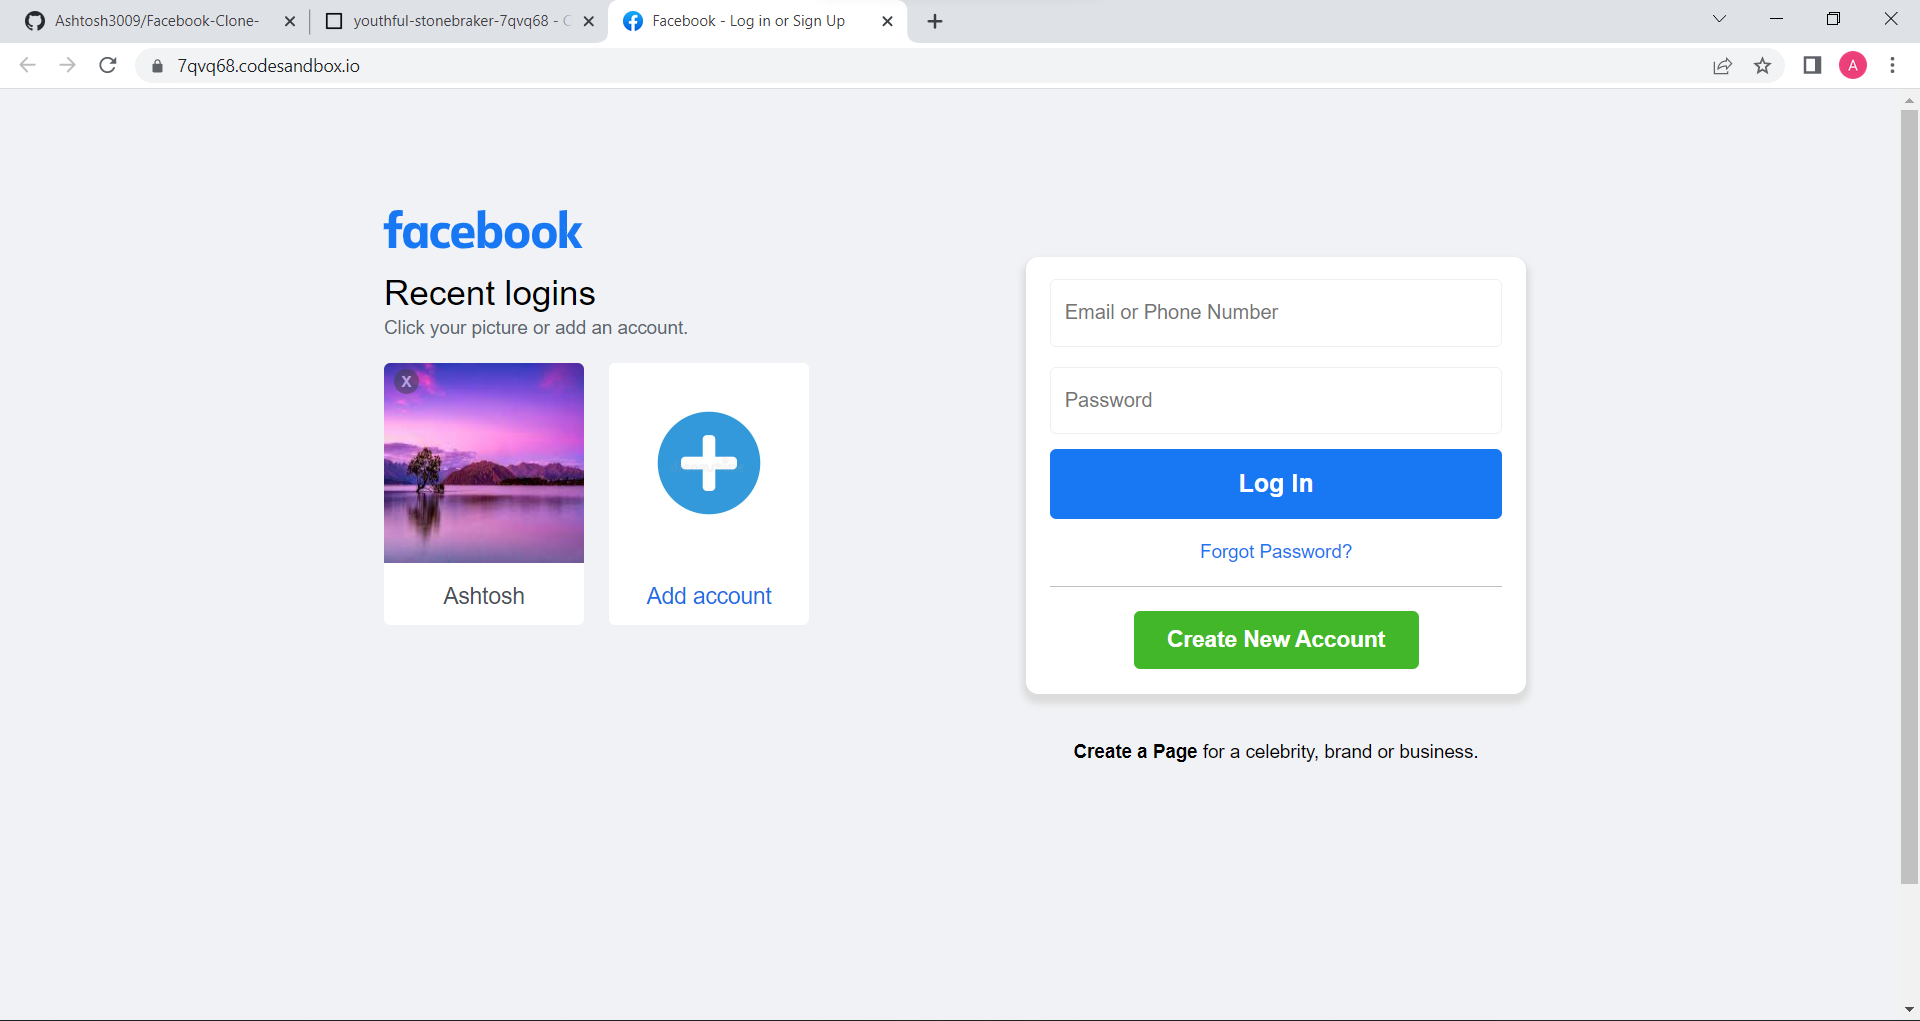 Ashtosh3009/Facebook-Clone-
youthful-stonebraker-7qvq68 - C
Facebook - Log in or Sign Up
7qvq68.codesandbox.io
A
facebook
Recent logins
Click your picture or add an account.
X
Ashtosh
Add account
Email or Phone Number
Password
Log In
Forgot Password?
Create New Account
Create a Page for a celebrity, brand or business.